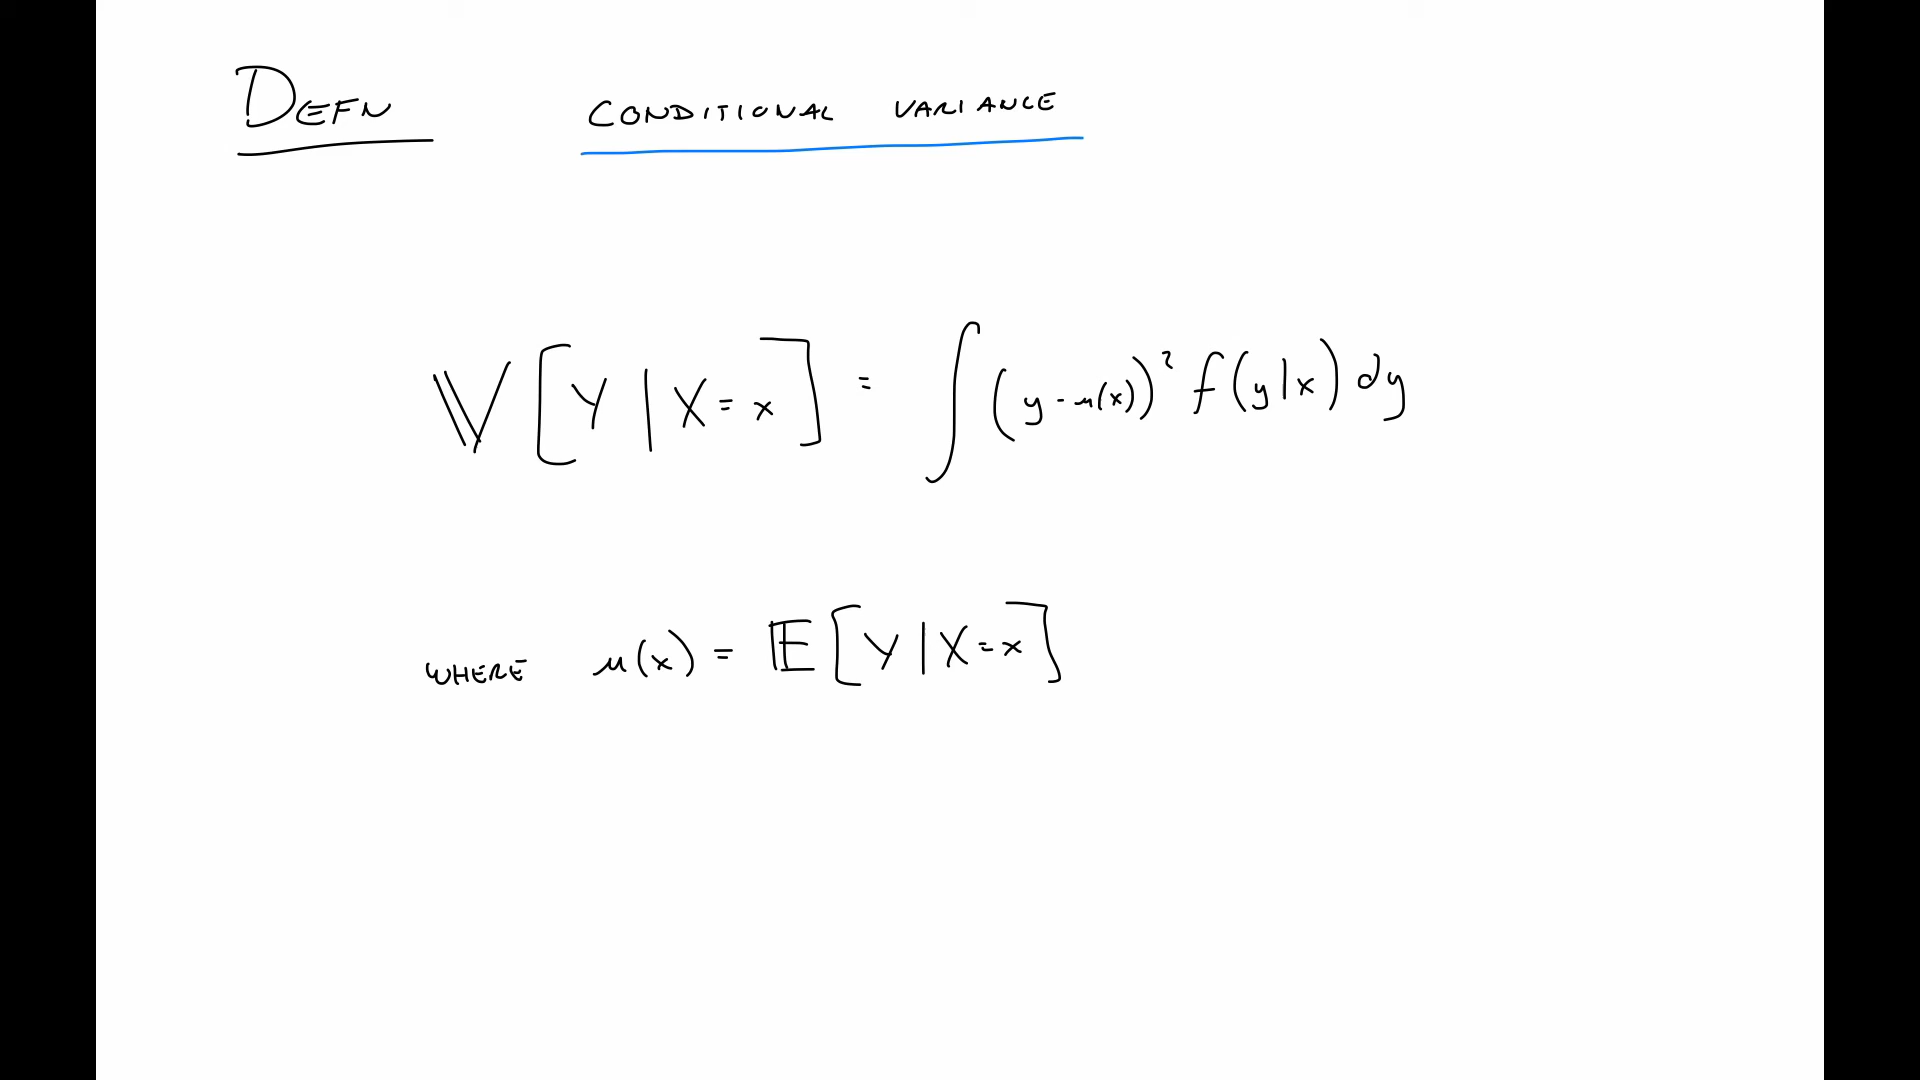 DEFN CONDITIONAL VARIANCE
𝕍[Y|X=x] = ∫(y-μ(x))² f(y|x) dy
WHERE μ(x) = 𝔼[Y|X=x]